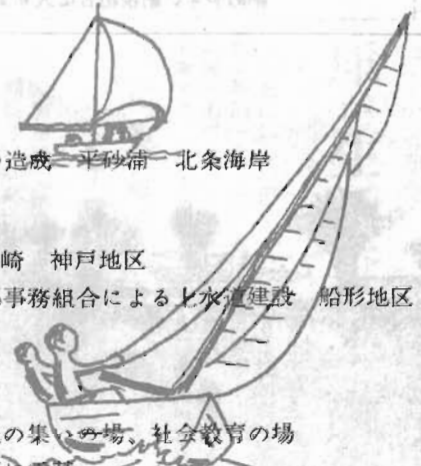 造成 平砂浦 北条海岸
崎 神戸地区
事務組合による上水道建設 船形地区
の集いの場、社会教育の場